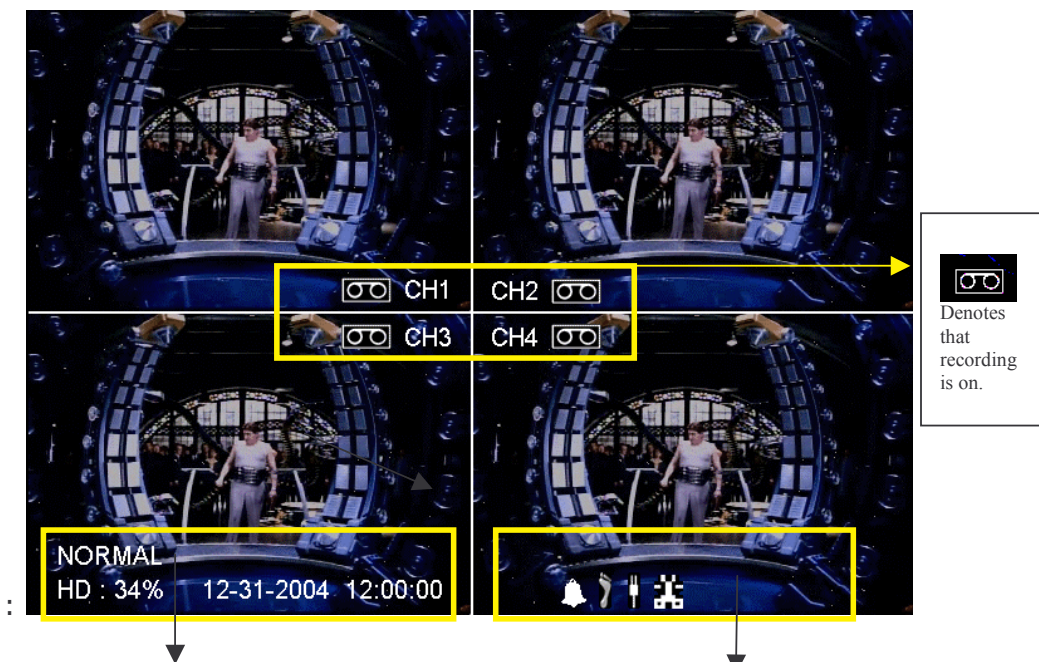 CH1 CH2
CH3 CH4
Denotes
that
recording
is on.
NORMAL
HD : 34% 12-31-2004 12:00:00
: